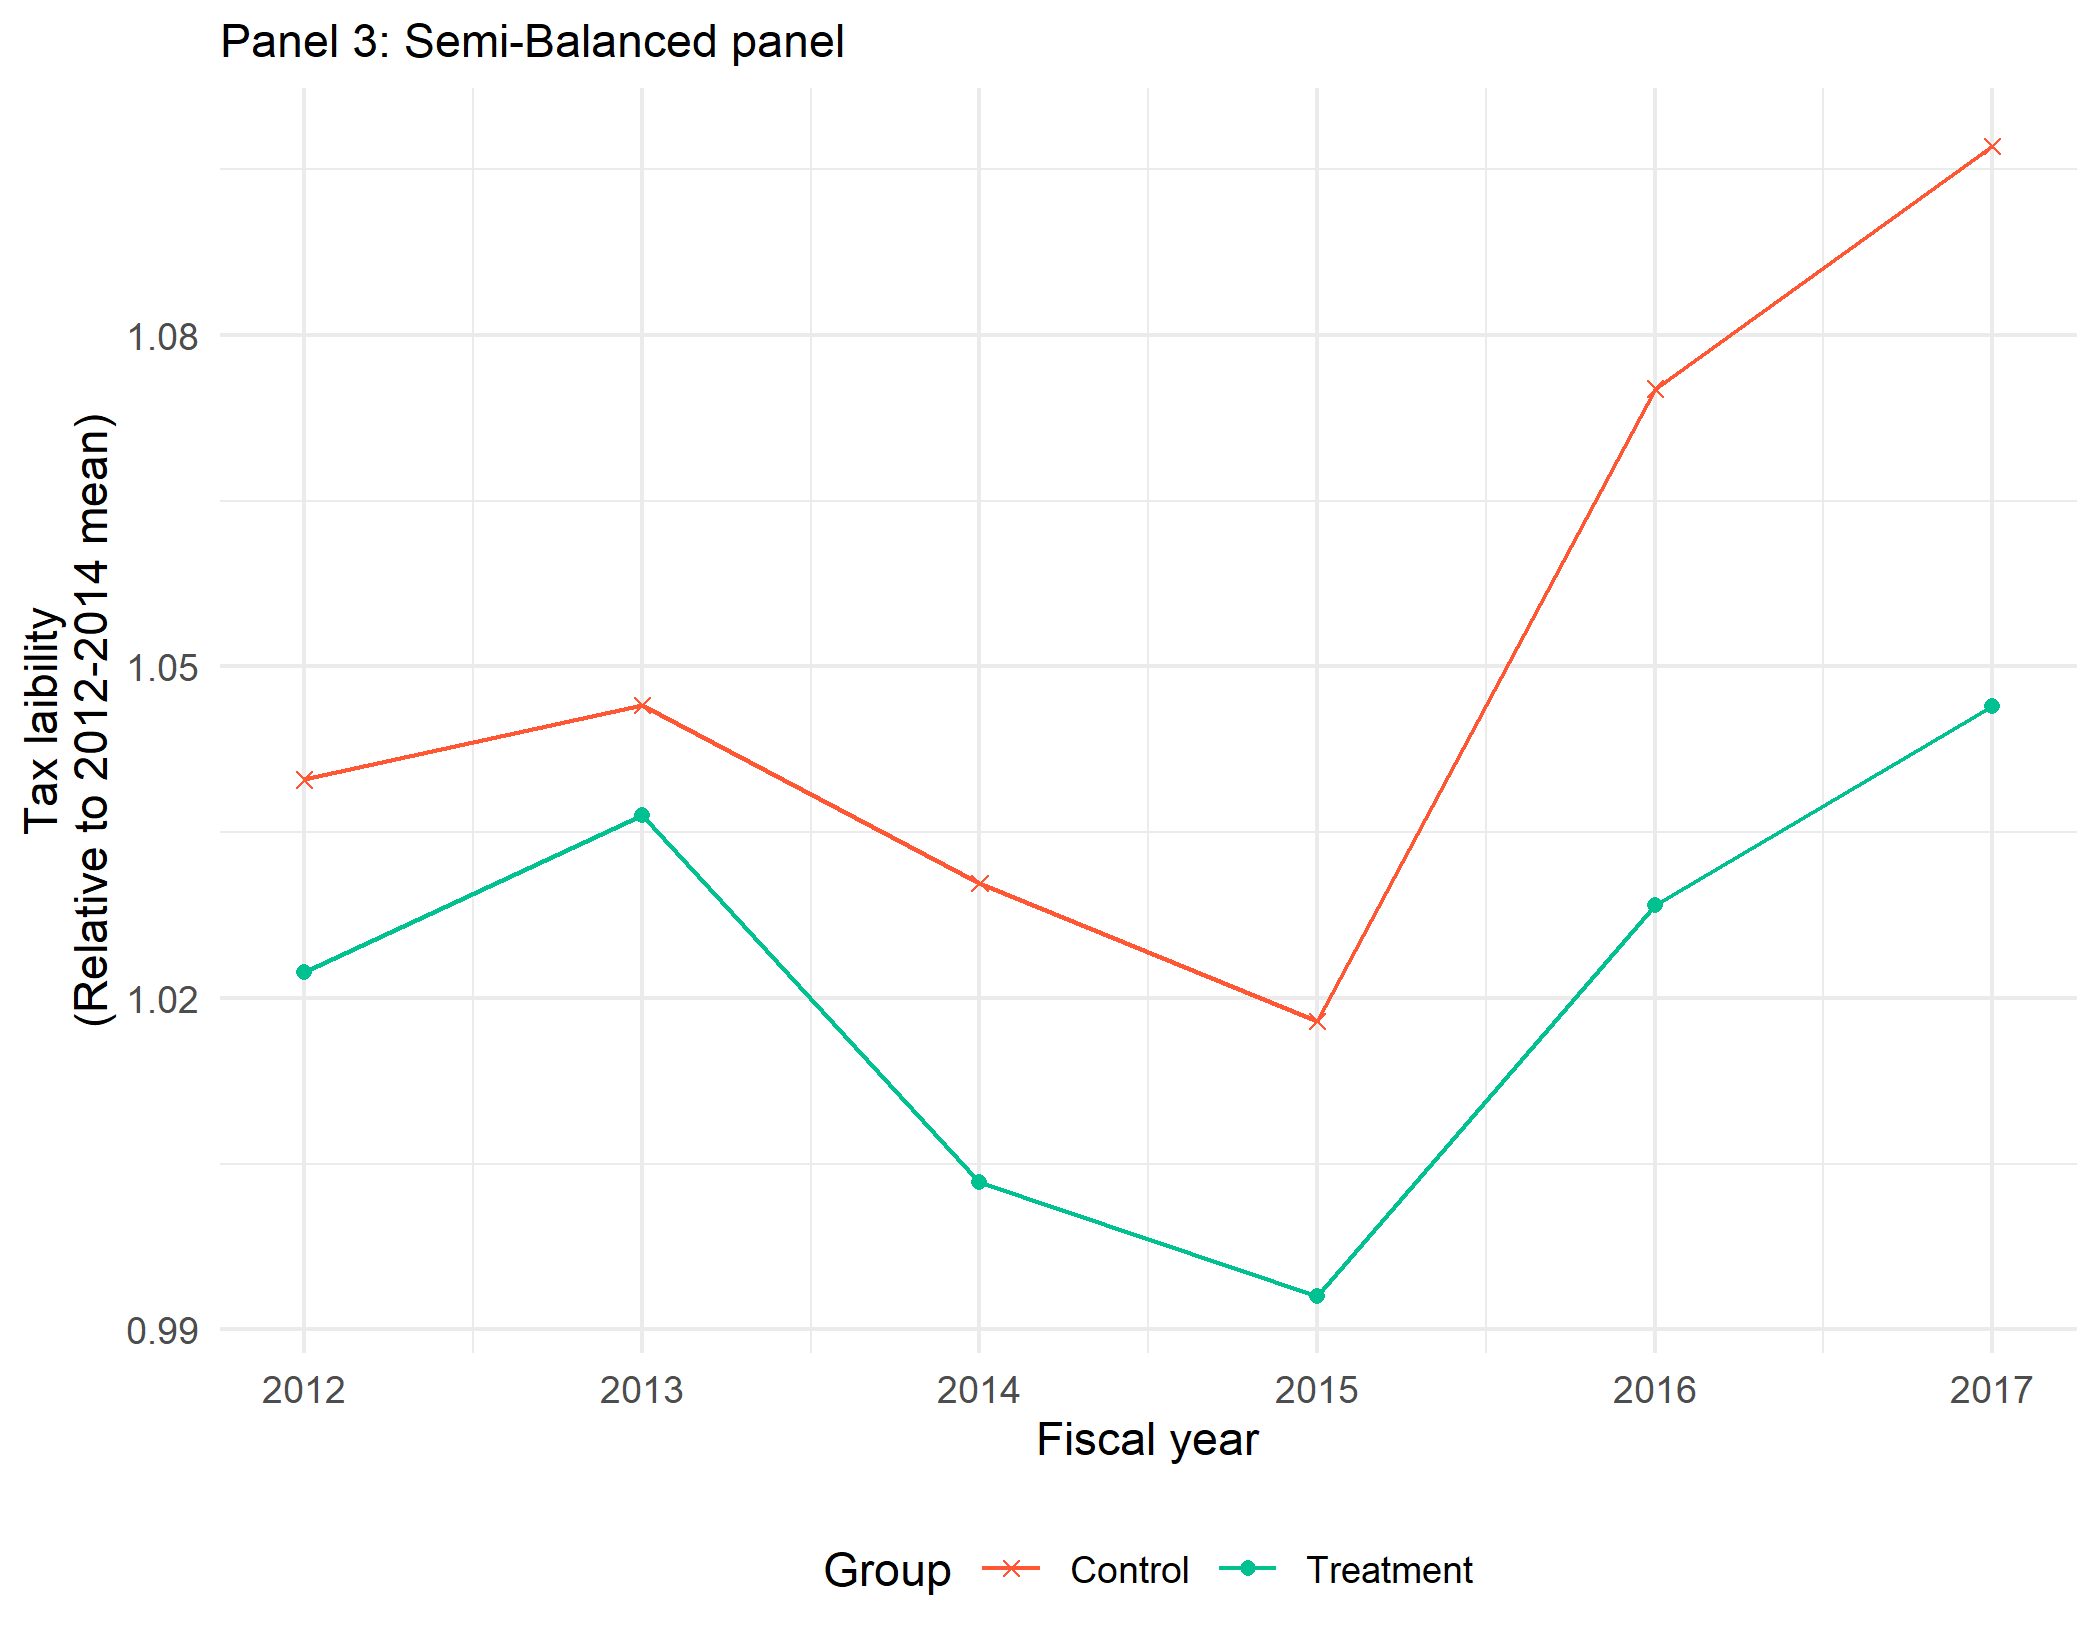 Panel 3: Semi-Balanced panel
Tax laibility
(Relative to 2012-2014 mean)
1.08
1.05
1.02
0.99
2012 2013 2014 2015 2016 2017
Fiscal year
Group Control Treatment